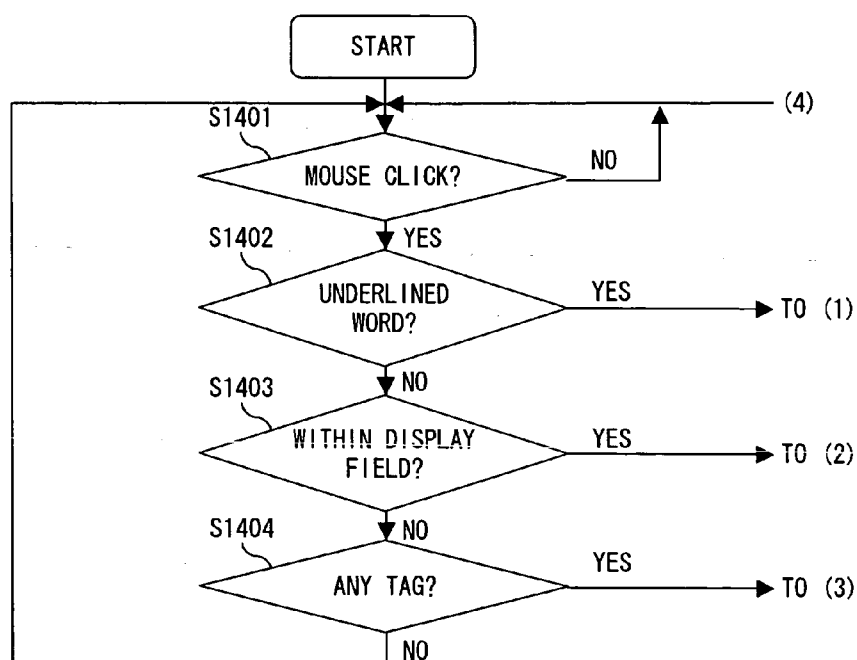 START
(4)
S1401
MOUSE CLICK?
NO
YES
S1402
UNDERLINED
WORD?
YES
TO (1)
NO
S1403
WITHIN DISPLAY
FIELD?
YES
TO (2)
NO
S1404
ANY TAG?
YES
TO (3)
NO